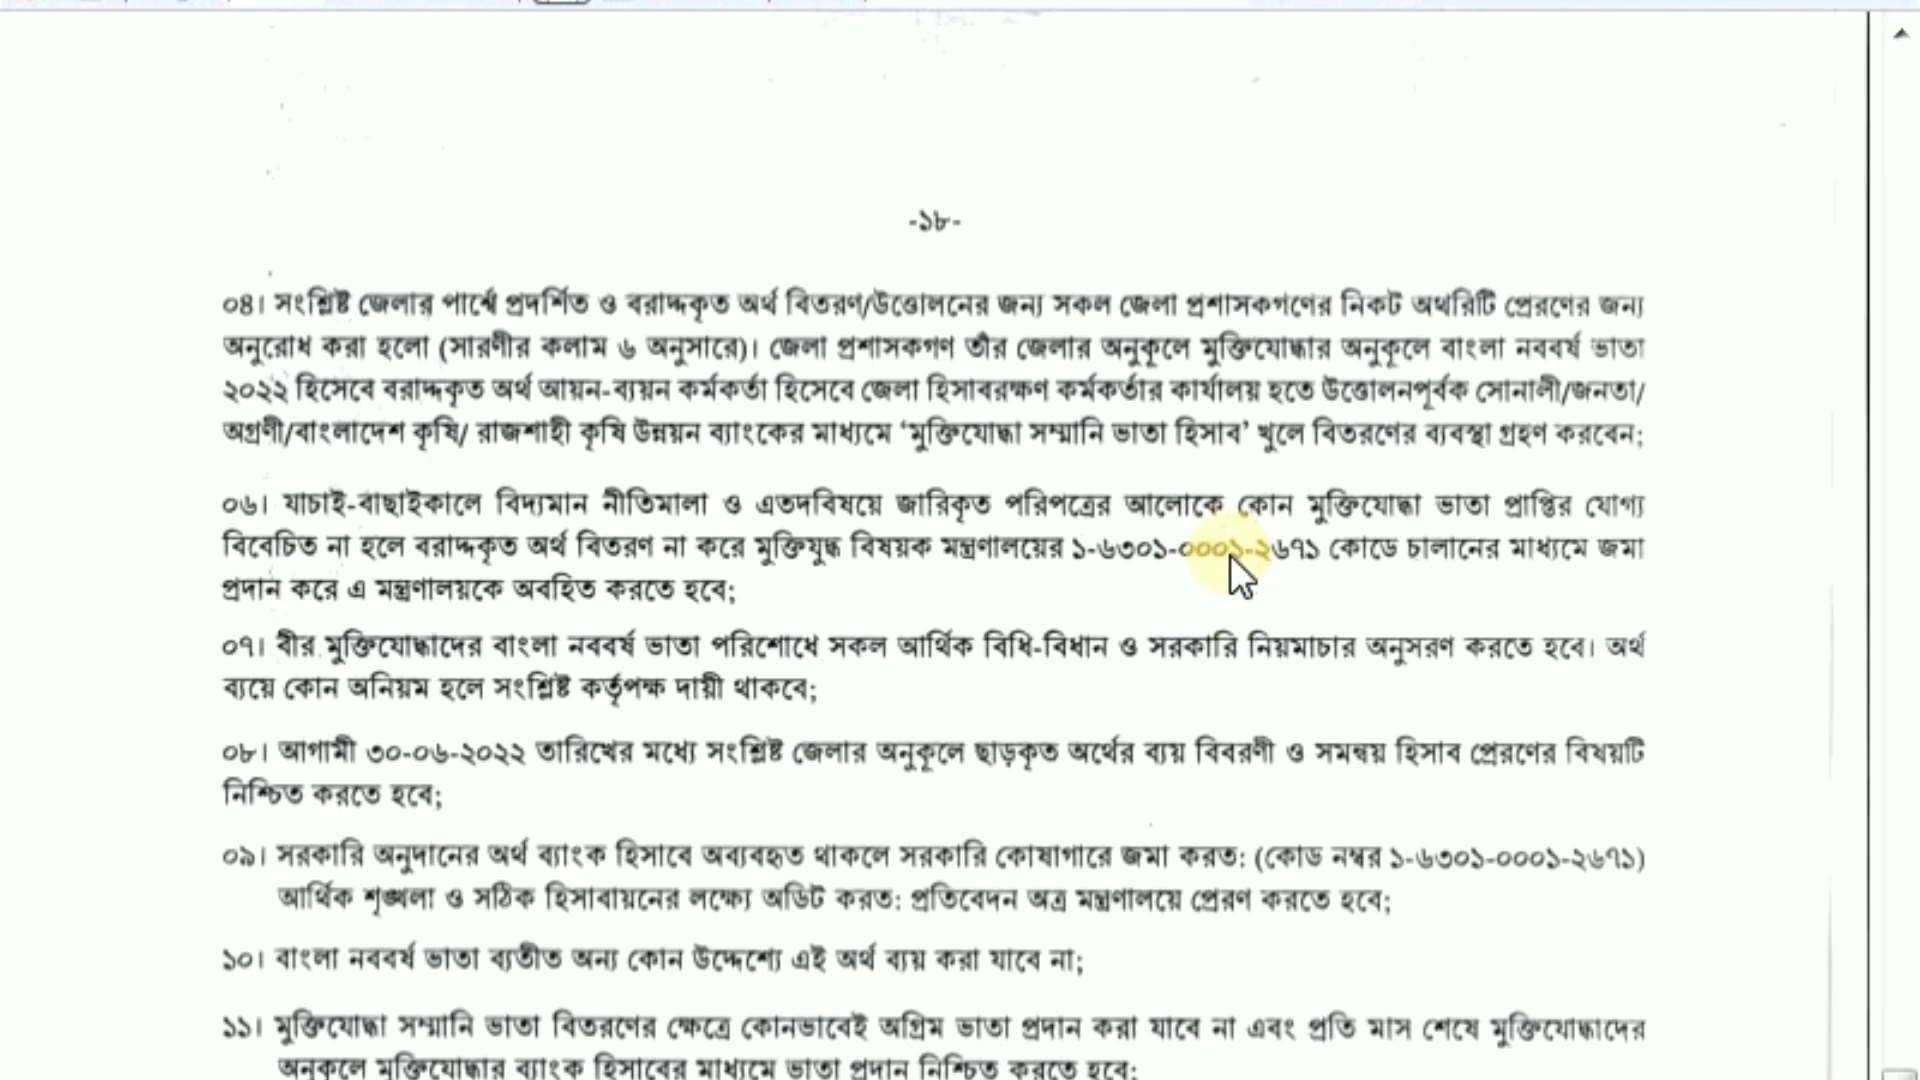 -১৮-
০৪। সংশ্লিষ্ট জেলার পার্শ্বে প্রদর্শিত ও বরাদ্দকৃত অর্থ বিতরণ/উত্তোলনের জন্য সকল জেলা প্রশাসকগণের নিকট অথরিটি প্রেরণের জন্য
অনুরোধ করা হলো (সারণীর কলাম ৬ অনুসারে)। জেলা প্রশাসকগণ তাঁর জেলার অনুকূলে মুক্তিযোদ্ধার অনুকূলে বাংলা নববর্ষ ভাতা
২০২২ হিসেবে বরাদ্দকৃত অর্থ আয়ন-ব্যয়ন কর্মকর্তা হিসেবে জেলা হিসাবরক্ষণ কর্মকর্তার কার্যালয় হতে উত্তোলনপূর্বক সোনালী/জনতা/
অগ্রণী/বাংলাদেশ কৃষি/ রাজশাহী কৃষি উন্নয়ন ব্যাংকের মাধ্যমে ‘মুক্তিযোদ্ধা সম্মানি ভাতা হিসাব’ খুলে বিতরণের ব্যবস্থা গ্রহণ করবেন;
০৬। যাচাই-বাছাইকালে বিদ্যমান নীতিমালা ও এতদবিষয়ে জারিকৃত পরিপত্রের আলোকে কোন মুক্তিযোদ্ধা ভাতা প্রাপ্তির যোগ্য
বিবেচিত না হলে বরাদ্দকৃত অর্থ বিতরণ না করে মুক্তিযুদ্ধ বিষয়ক মন্ত্রণালয়ের ১-৬৩০১-০০০১-২৬৭১ কোডে চালানের মাধ্যমে জমা
প্রদান করে এ মন্ত্রণালয়কে অবহিত করতে হবে;
০৭। বীর মুক্তিযোদ্ধাদের বাংলা নববর্ষ ভাতা পরিশোধে সকল আর্থিক বিধি-বিধান ও সরকারি নিয়মাচার অনুসরণ করতে হবে। অর্থ
ব্যয়ে কোন অনিয়ম হলে সংশ্লিষ্ট কর্তৃপক্ষ দায়ী থাকবে;
০৮। আগামী ৩০-০৬-২০২২ তারিখের মধ্যে সংশ্লিষ্ট জেলার অনুকূলে ছাড়কৃত অর্থের ব্যয় বিবরণী ও সমন্বয় হিসাব প্রেরণের বিষয়টি
নিশ্চিত করতে হবে;
০৯। সরকারি অনুদানের অর্থ ব্যাংক হিসাবে অব্যবহৃত থাকলে সরকারি কোষাগারে জমা করত: (কোড নম্বর ১-৬৩০১-০০০১-২৬৭১)
আর্থিক শৃঙ্খলা ও সঠিক হিসাবায়নের লক্ষ্যে অডিট করত: প্রতিবেদন অত্র মন্ত্রণালয়ে প্রেরণ করতে হবে;
১০। বাংলা নববর্ষ ভাতা ব্যতীত অন্য কোন উদ্দেশ্যে এই অর্থ ব্যয় করা যাবে না;
১১। মুক্তিযোদ্ধা সম্মানি ভাতা বিতরণের ক্ষেত্রে কোনভাবেই অগ্রিম ভাতা প্রদান করা যাবে না এবং প্রতি মাস শেষে মুক্তিযোদ্ধাদের
অনুকূলে মুক্তিযোদ্ধার ব্যাংক হিসাবের মাধ্যমে ভাতা প্রদান নিশ্চিত করতে হবে;